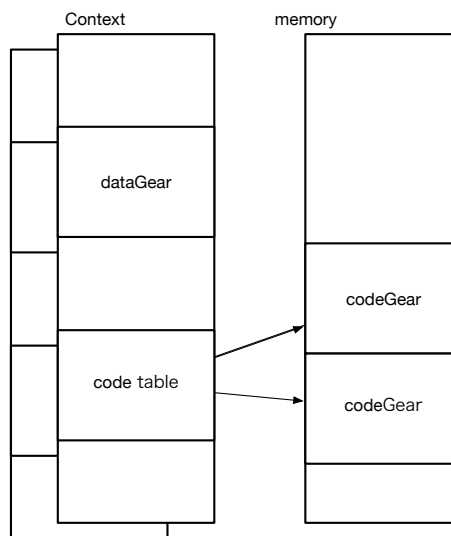 Context
memory
dataGear
codeGear
code table
codeGear